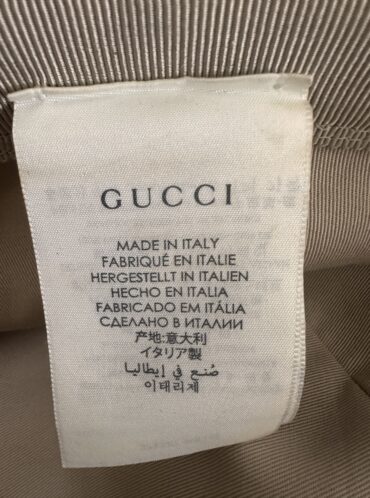 GUCCI
MADE IN ITALY
FABRIQUÉ EN ITALIE
HERGESTELLT IN ITALIEN
HECHO EN ITALIA
FABRICADO EM ITÁLIA
СДЕЛАНО В ИТАЛИИ
产地:意大利
イタリア製
صُنع في إيطاليا
이태리제